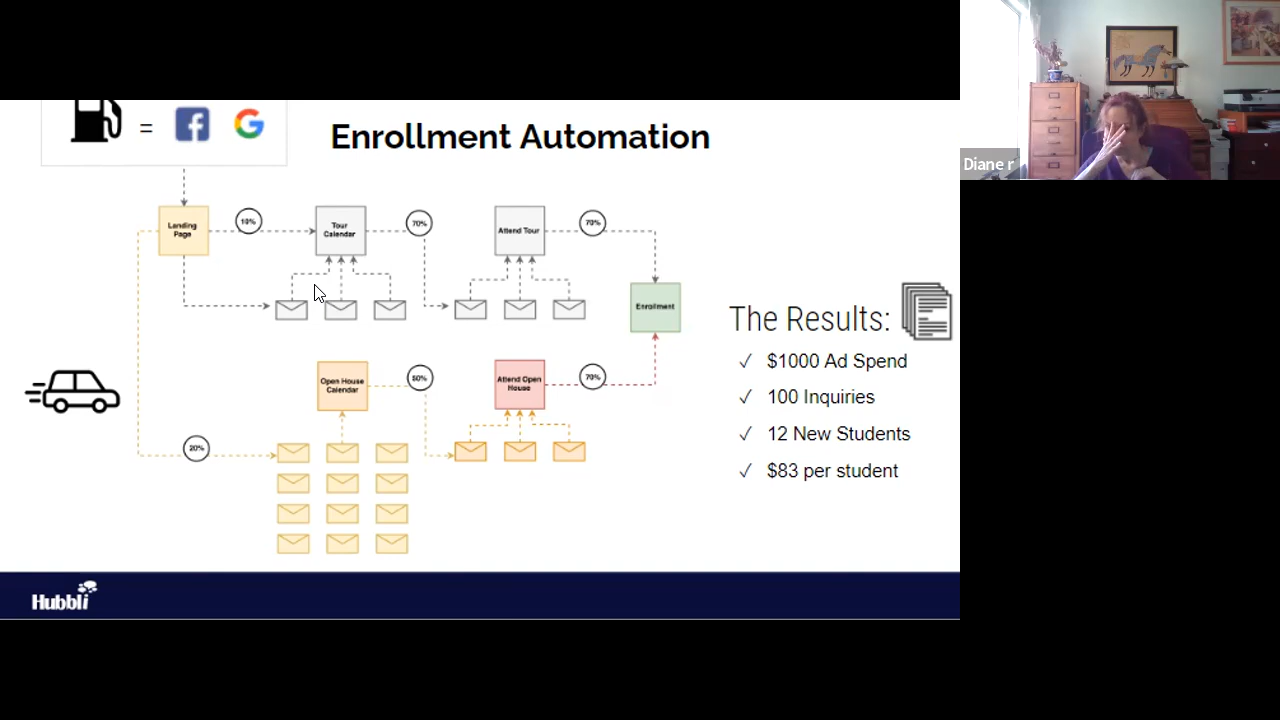 Enrollment Automation
=
Diane r
Landing
Page
10%
Tour
Calendar
70%
Attend Tour
70%
Enrollment
Open House
Calendar
50%
Attend Open
House
70%
20%
The Results:
✓ $1000 Ad Spend
✓ 100 Inquiries
✓ 12 New Students
✓ $83 per student
Hubbli